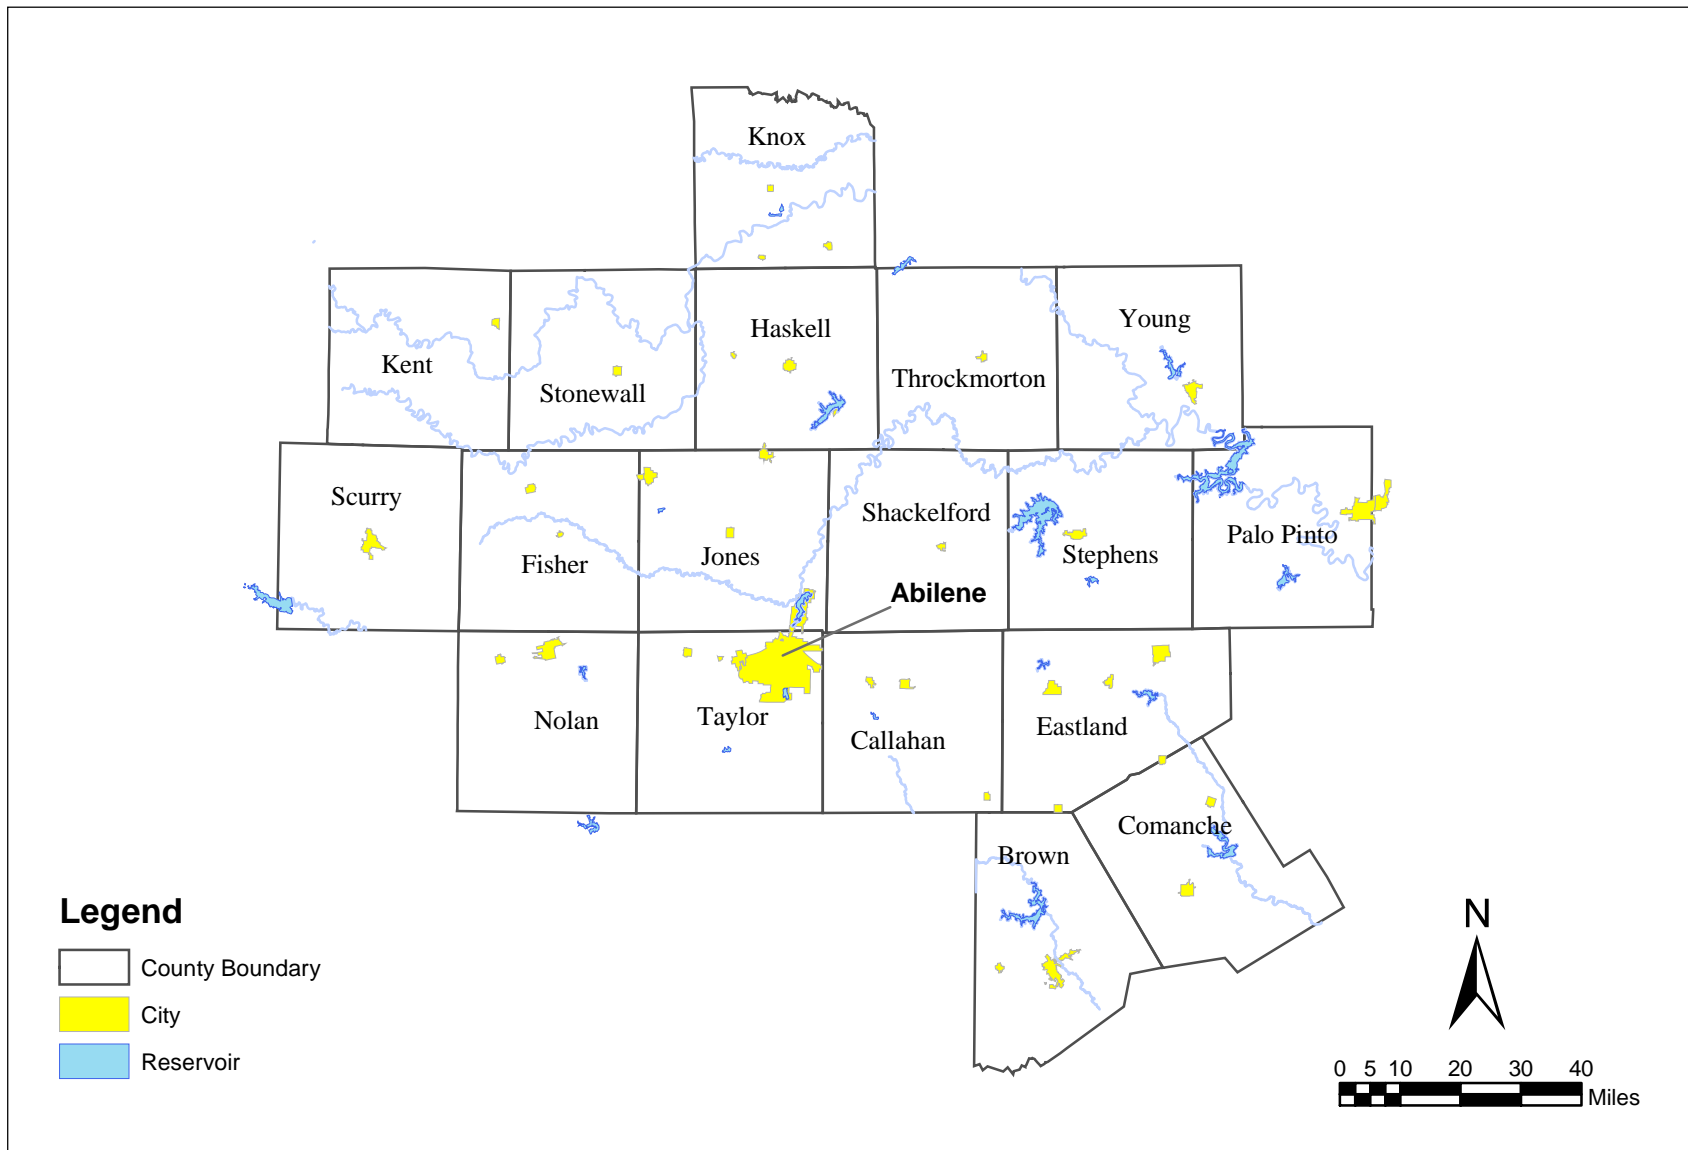 Knox
Young
Haskell
Kent
Throckmorton
Stonewall
Scurry
Shackelford
Palo Pinto
Stephens
Jones
Fisher
Abilene
Taylor
Nolan
Eastland
Callahan
Comanche
Brown
Legend
County Boundary
City
Reservoir
N
0 5 10 20 30 40
Miles